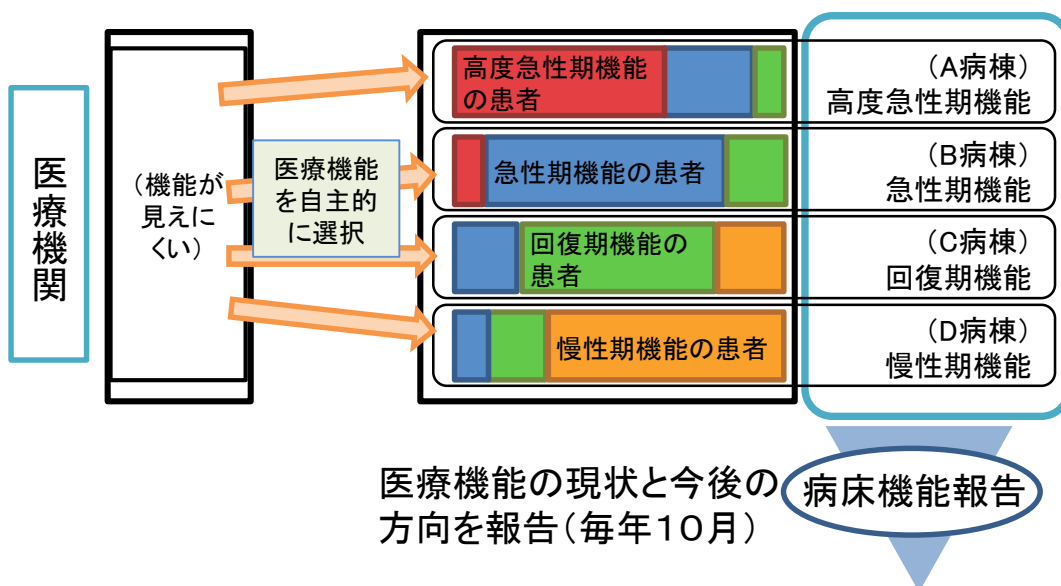 医療機関
(機能が
見えに
くい)
医療機能
を自主的
に選択
高度急性期機能
の患者
急性期機能の患者
回復期機能の
患者
慢性期機能の患者
(A病棟)
高度急性期機能
(B病棟)
急性期機能
(C病棟)
回復期機能
(D病棟)
慢性期機能
医療機能の現状と今後の
方向を報告(毎年10月)
病床機能報告